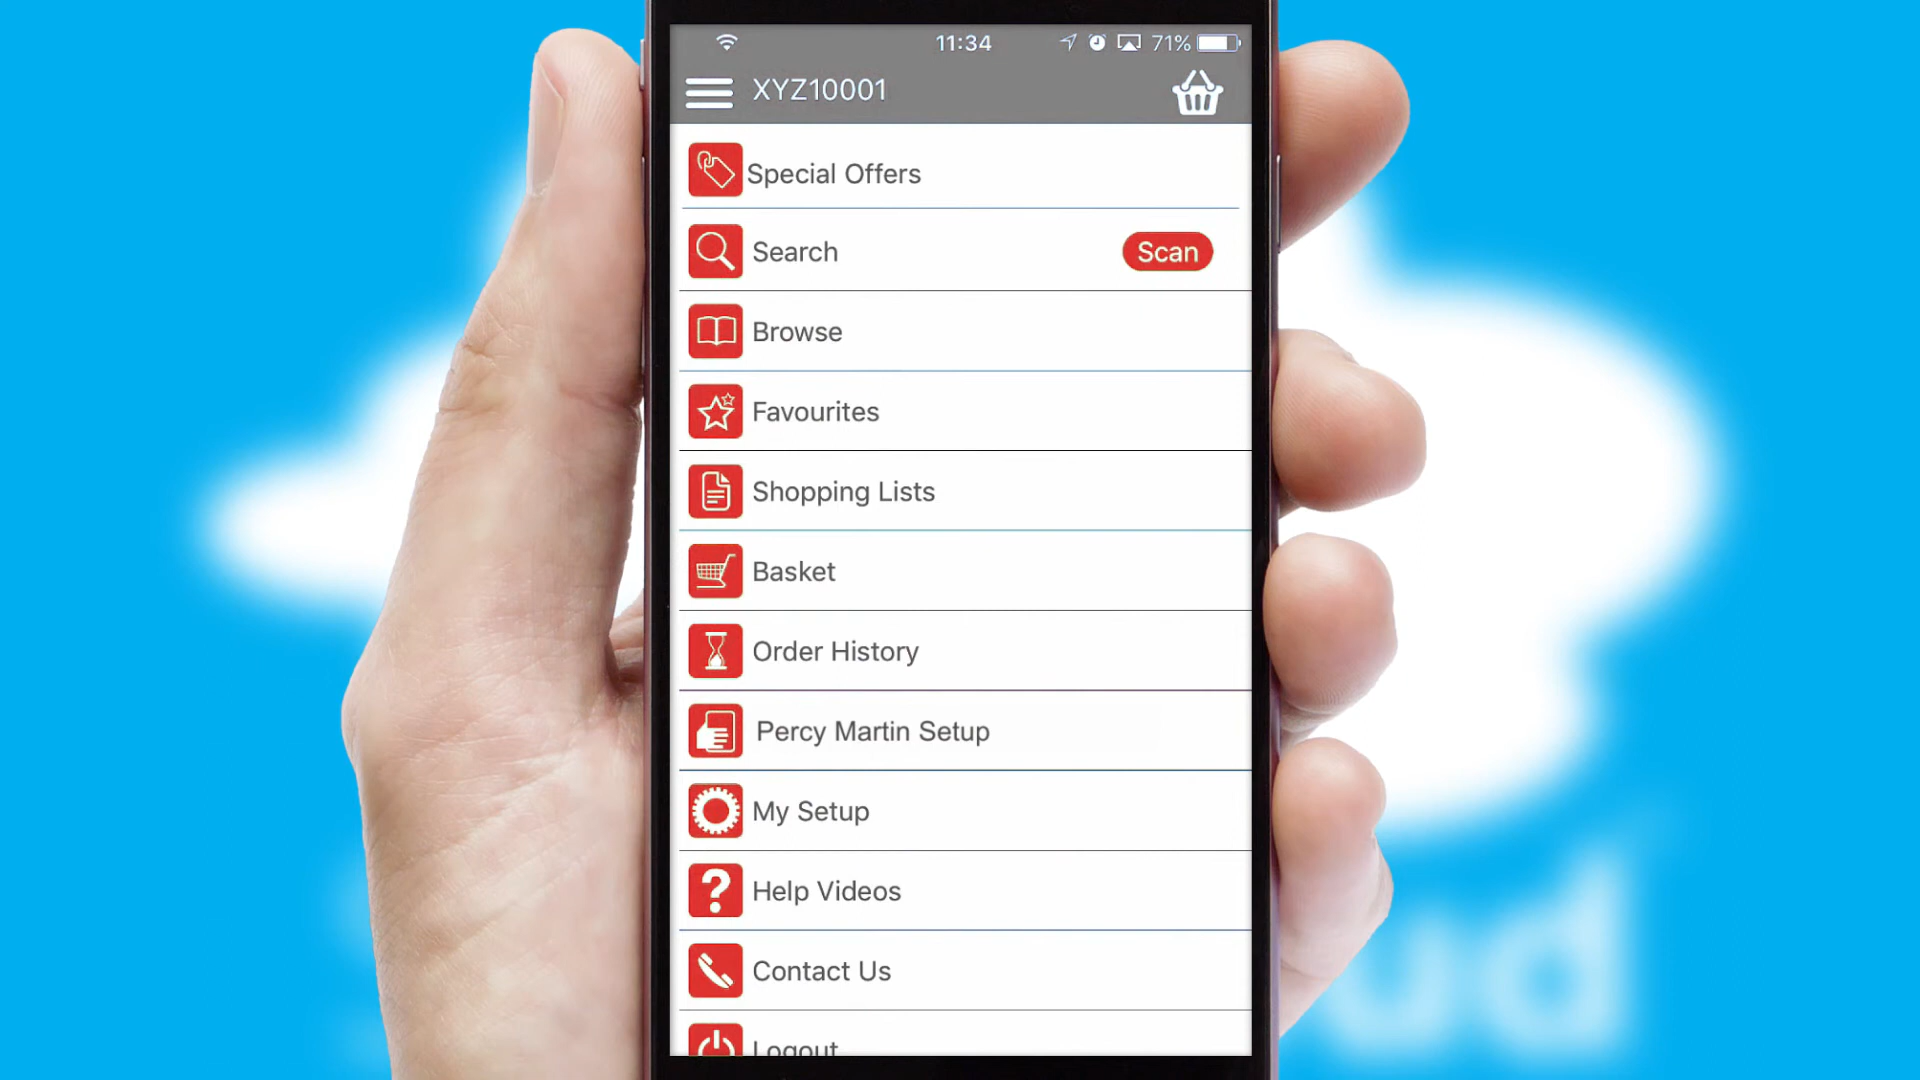 11:34
71%
XYZ10001
Special Offers
Search
Scan
Browse
Favourites
Shopping Lists
Basket
Order History
Percy Martin Setup
My Setup
Help Videos
Contact Us
Logout